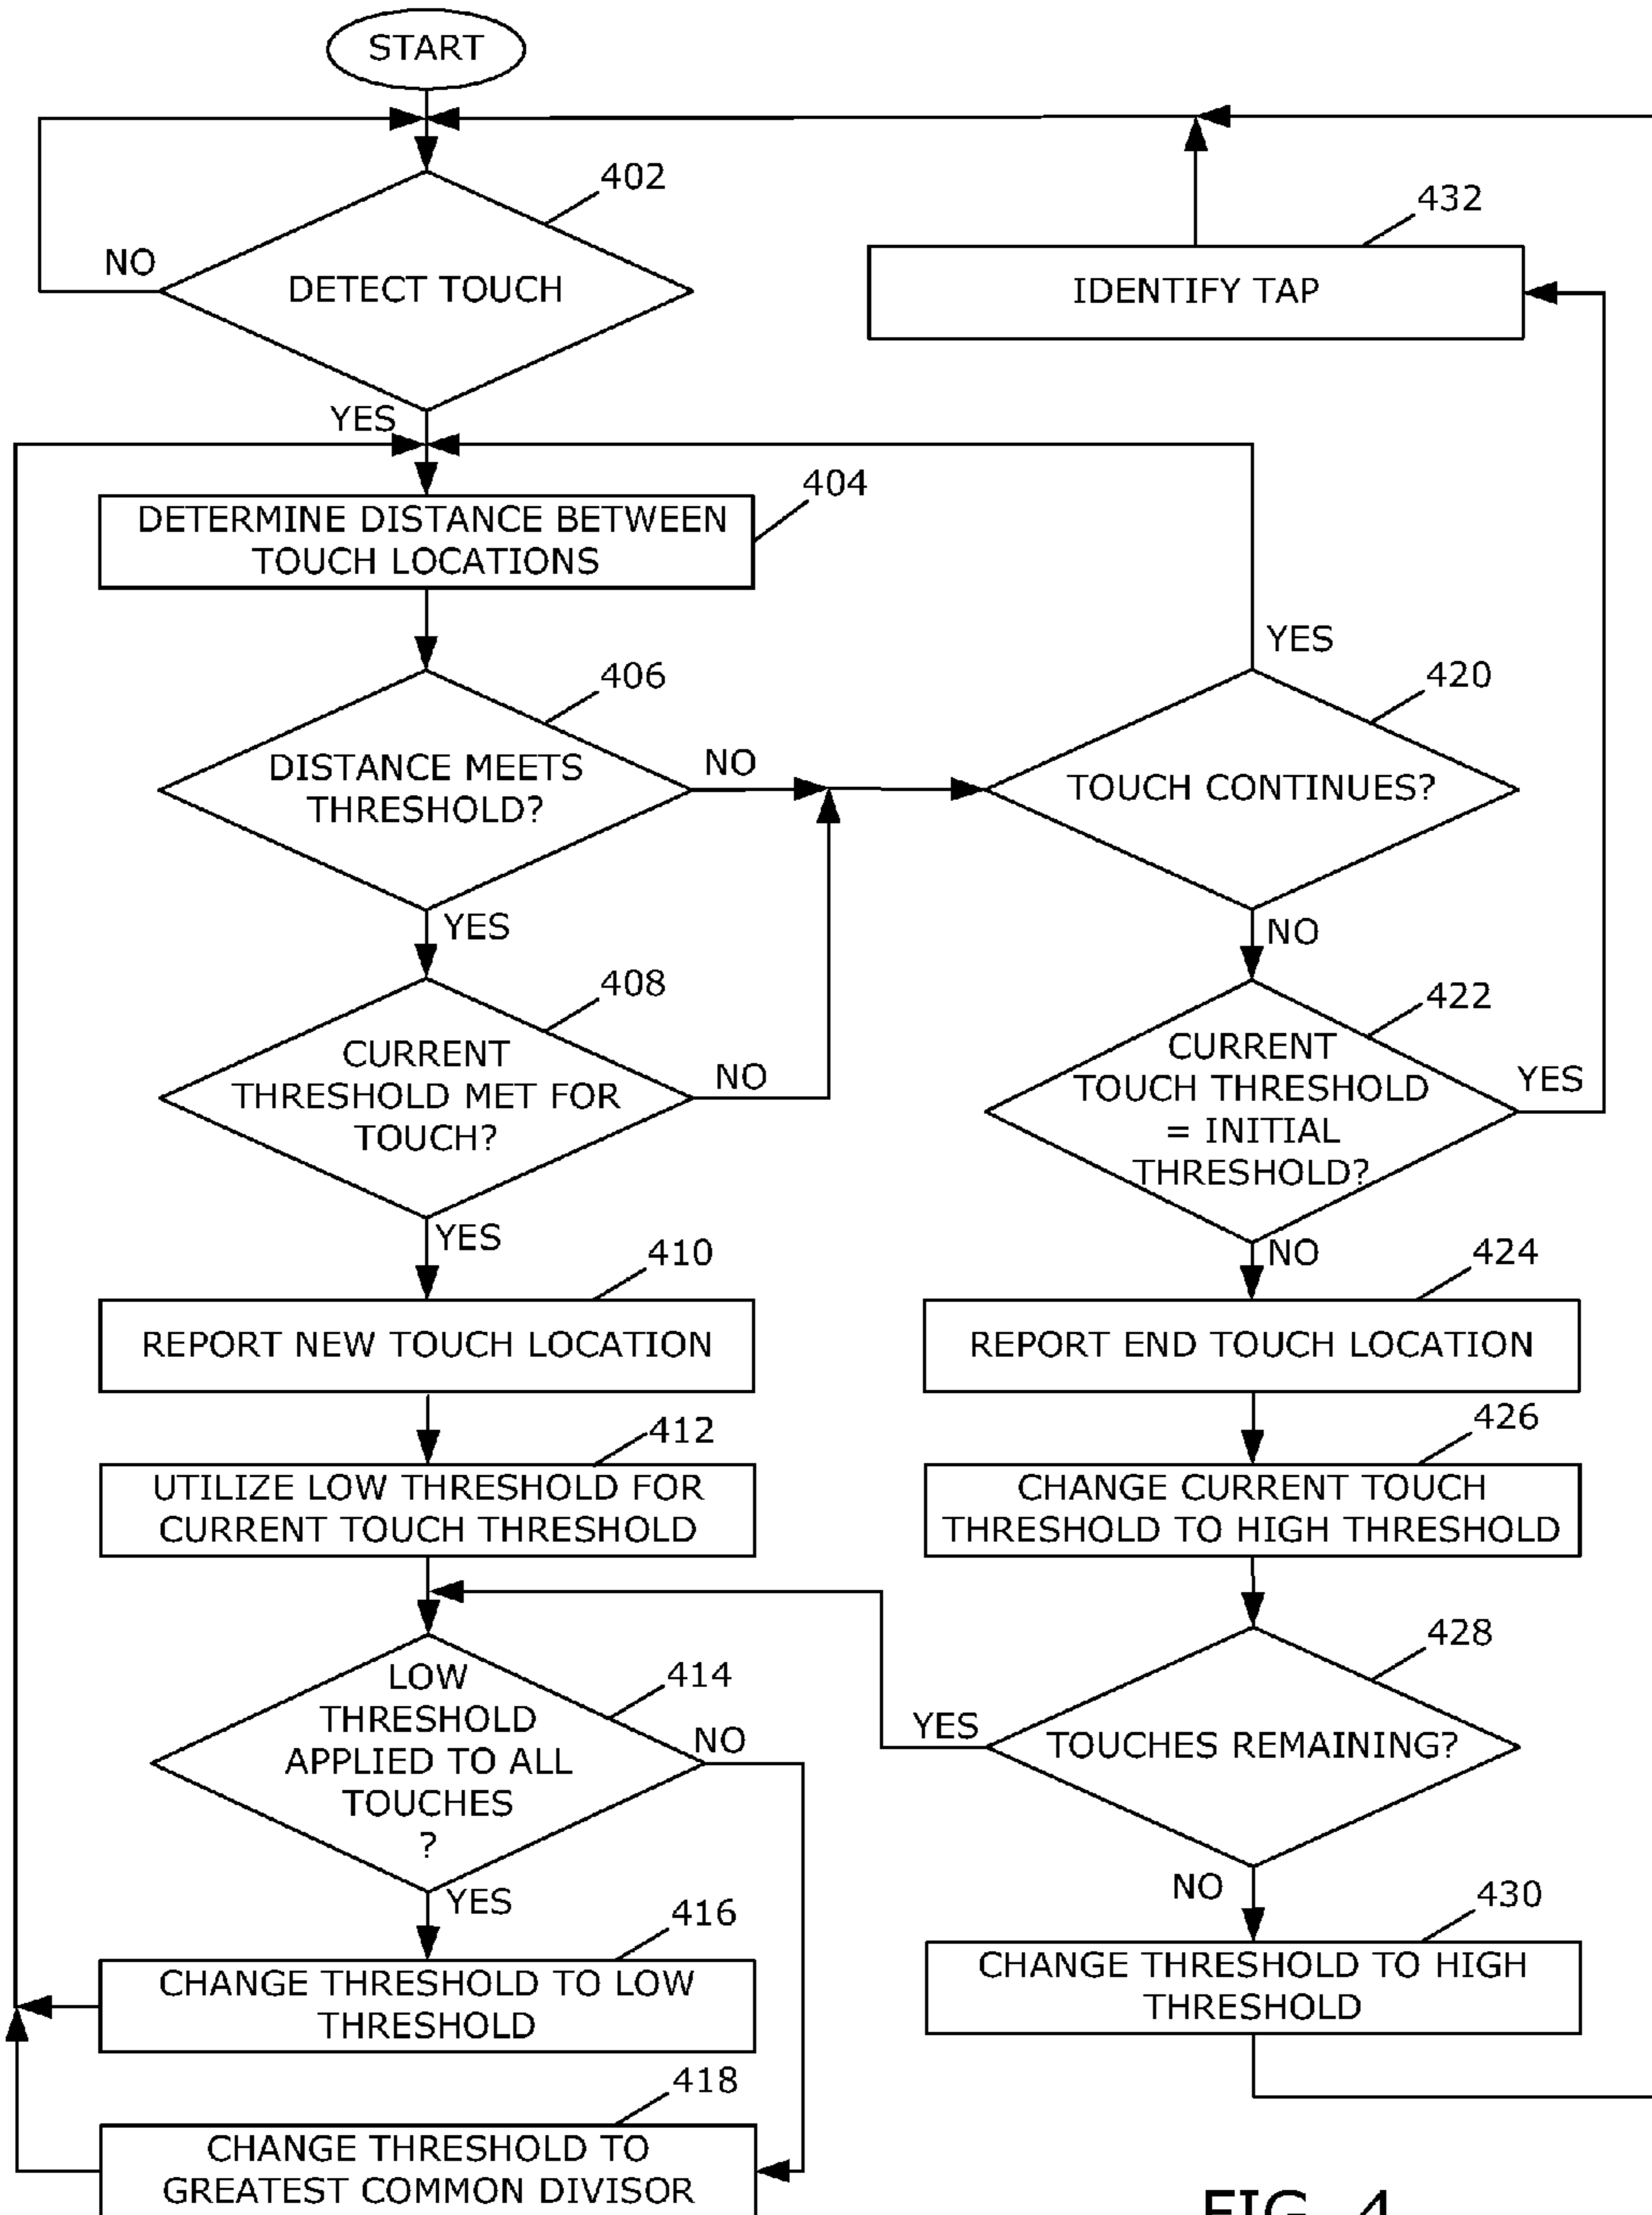 START
402
NO
DETECT TOUCH
YES
432
IDENTIFY TAP
404
DETERMINE DISTANCE BETWEEN
TOUCH LOCATIONS
406
DISTANCE MEETS
THRESHOLD?
NO
YES
YES
420
TOUCH CONTINUES?
NO
408
CURRENT
THRESHOLD MET FOR
TOUCH?
NO
YES
422
CURRENT
TOUCH THRESHOLD
= INITIAL
THRESHOLD?
YES
NO
410
REPORT NEW TOUCH LOCATION
424
REPORT END TOUCH LOCATION
412
UTILIZE LOW THRESHOLD FOR
CURRENT TOUCH THRESHOLD
426
CHANGE CURRENT TOUCH
THRESHOLD TO HIGH THRESHOLD
414
LOW
THRESHOLD
APPLIED TO ALL
TOUCHES
?
NO
YES
428
YES
TOUCHES REMAINING?
NO
416
CHANGE THRESHOLD TO LOW
THRESHOLD
430
CHANGE THRESHOLD TO HIGH
THRESHOLD
418
CHANGE THRESHOLD TO
GREATEST COMMON DIVISOR
FIG. 4